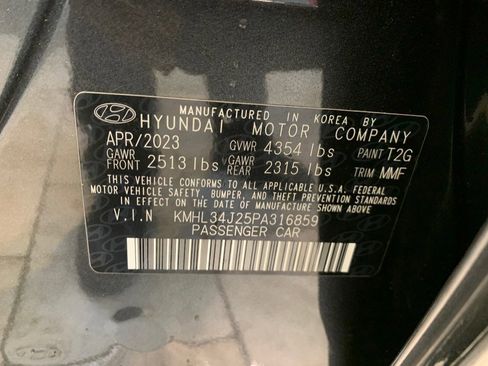 MANUFACTURED IN KOREA BY
HYUNDAI MOTOR COMPANY
APR/2023 GVWR 4354 lbs PAINT T2G
GAWR FRONT 2513 lbs GAWR REAR 2315 lbs TRIM MMF
THIS VEHICLE CONFORMS TO ALL APPLICABLE U.S.A. FEDERAL
MOTOR VEHICLE SAFETY, BUMPER, AND THEFT PREVENTION STANDARDS
IN EFFECT ON THE DATE OF MANUFACTURE SHOWN ABOVE.
V.I.N KMHL34J25PA316859
PASSENGER CAR